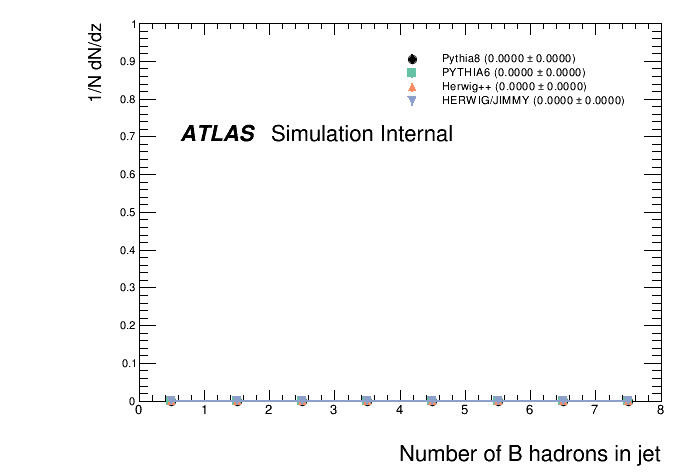 1/N dN/dz
1
0.9
0.8
0.7
0.6
0.5
0.4
0.3
0.2
0.1
0
Pythia8 (0.0000 ± 0.0000)
PYTHIA6 (0.0000 ± 0.0000)
Herwig++ (0.0000 ± 0.0000)
HERWIG/JIMMY (0.0000 ± 0.0000)
ATLAS Simulation Internal
0 1 2 3 4 5 6 7 8
Number of B hadrons in jet